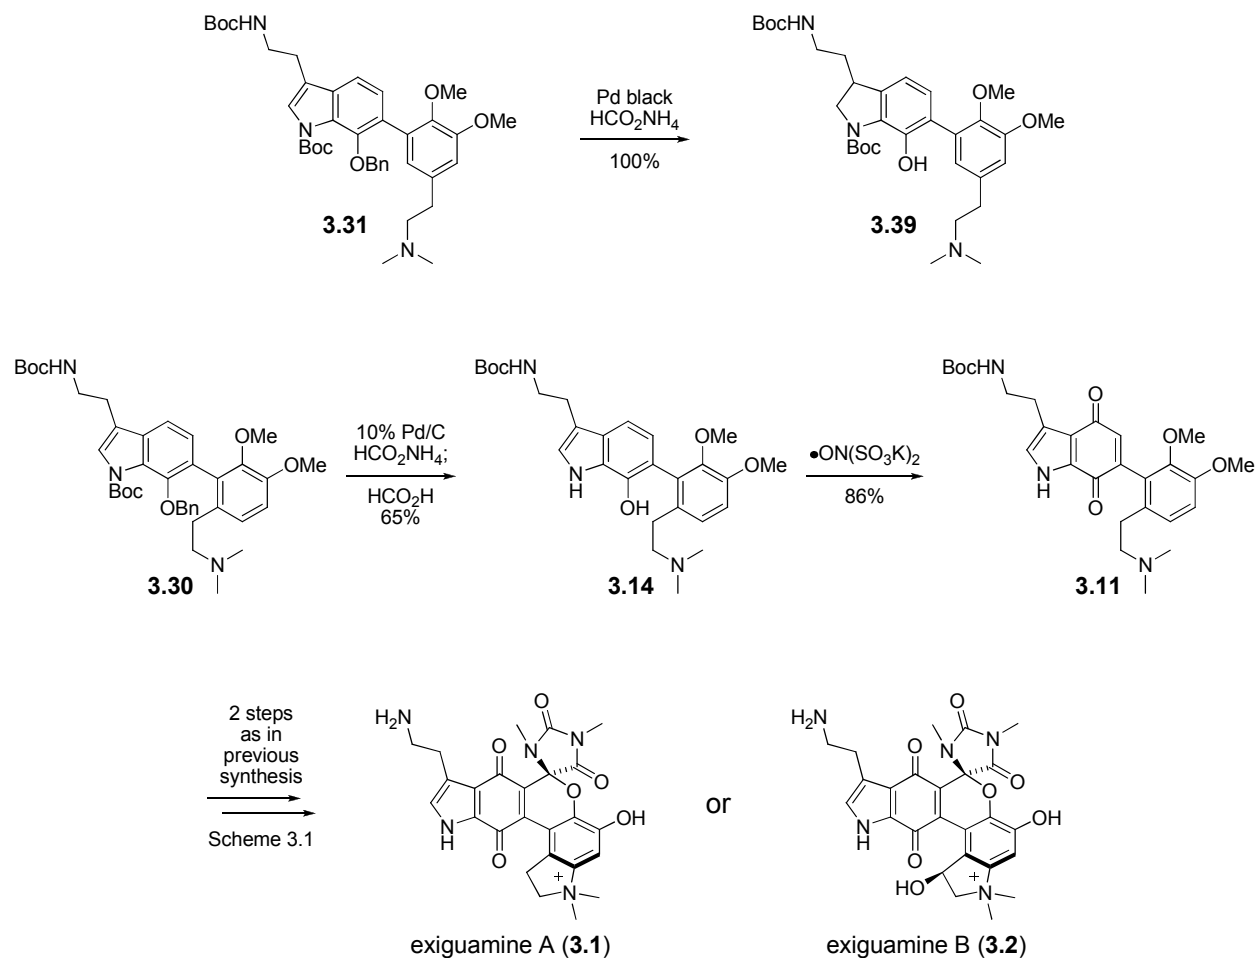 BocHN
N
Boc
OBn
OMe
OMe
N
3.31
Pd black
HCO2NH4
100%
BocHN
N
Boc
OH
OMe
OMe
N
3.39
BocHN
N
Boc
OBn
OMe
OMe
N
3.30
10% Pd/C
HCO2NH4;
HCO2H
65%
BocHN
N
H
OH
OMe
OMe
N
3.14
•ON(SO3K)2
86%
BocHN
O
N
H
O
OMe
OMe
N
3.11
2 steps
as in
previous
synthesis
Scheme 3.1
H2N
O
N
H
O
N
O
N
O
O
OH
+
N
exiguamine A (3.1)
or
H2N
O
N
H
O
N
O
N
O
O
OH
HO
+
N
exiguamine B (3.2)